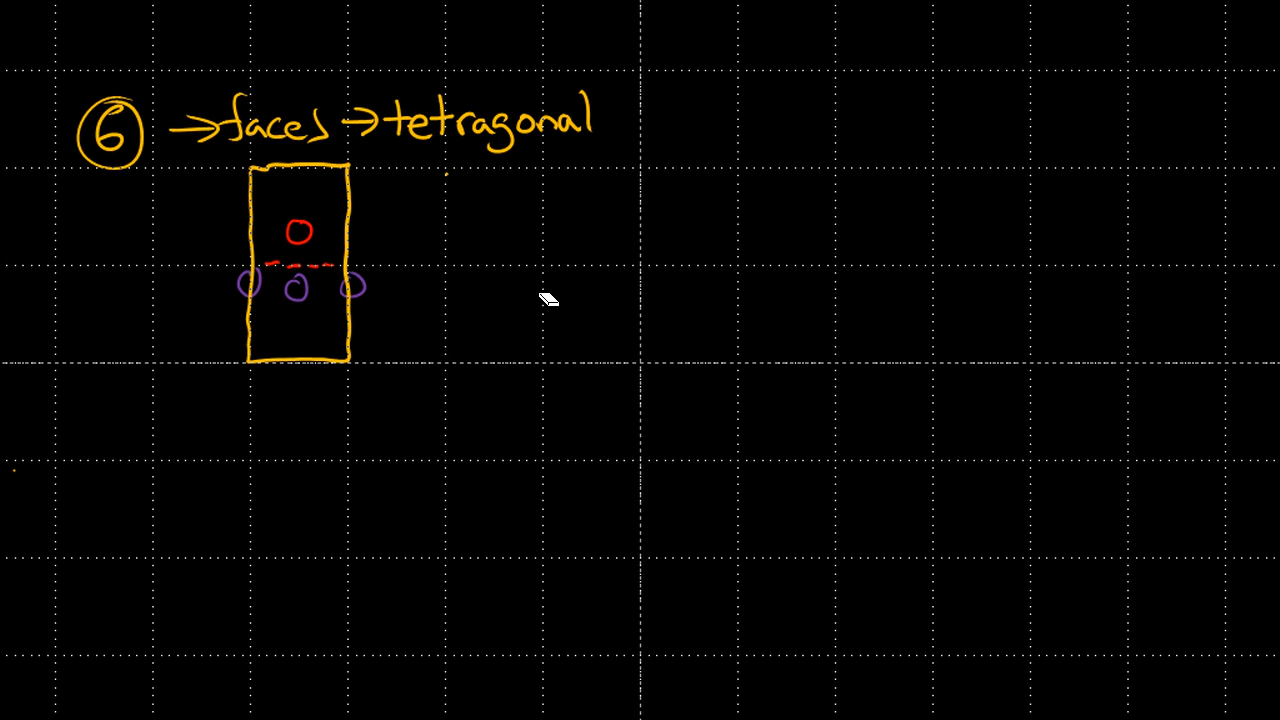 6 → faces → tetragonal